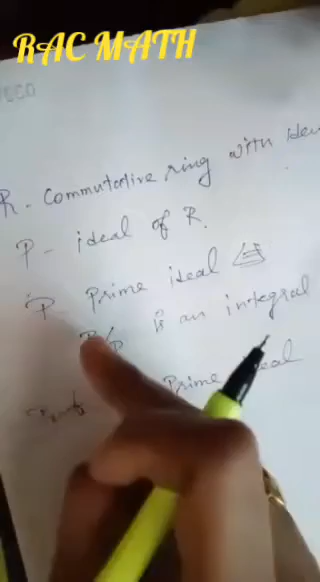 RAC MATH
R - Commutative ring with
P - ideal of R.
P prime ideal ⇔
R/P is an integral
Prime